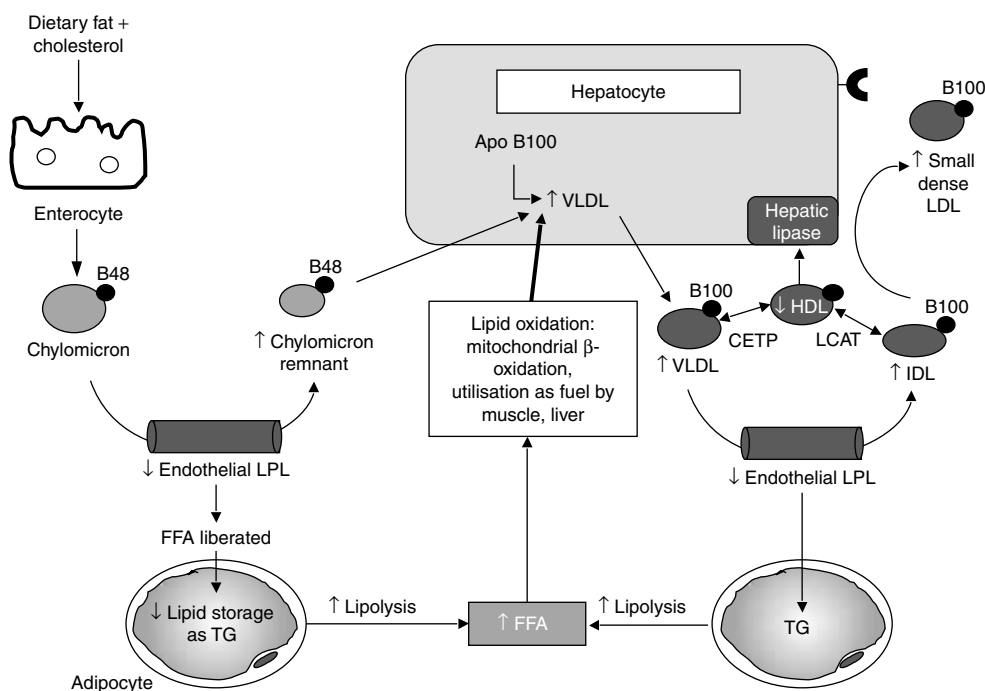 Dietary fat +
cholesterol
Enterocyte
B48
Chylomicron
B48
↑ Chylomicron
remnant
↓ Endothelial LPL
FFA liberated
↓ Lipid storage
as TG
Adipocyte
↑ Lipolysis
↑ FFA
↑ Lipolysis
Lipid oxidation:
mitochondrial β-
oxidation,
utilisation as fuel by
muscle, liver
Hepatocyte
Apo B100
↑ VLDL
Hepatic
lipase
B100
↑ VLDL
CETP
↓ HDL
LCAT
B100
↑ IDL
B100
↑ Small
dense
LDL
↓ Endothelial LPL
TG